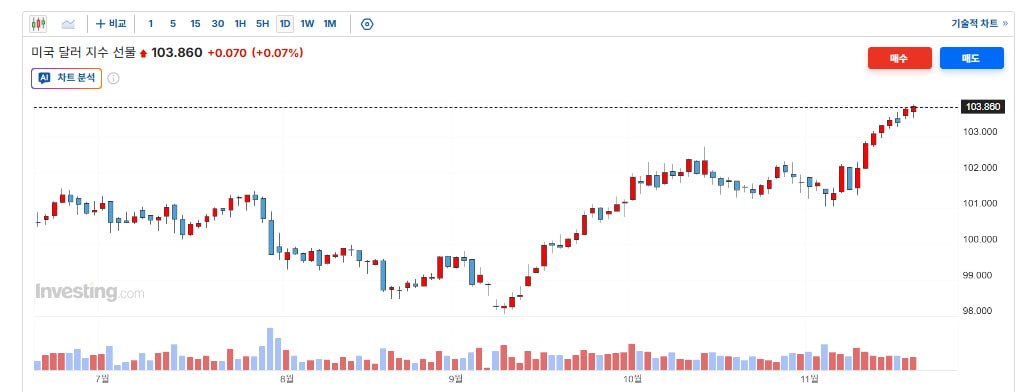 + 비교 1 5 15 30 1H 5H 1D 1W 1M 기술적 차트 »
미국 달러 지수 선물 103.860 +0.070 (+0.07%) 매수 매도
AI 차트 분석
103.860
103.000
102.000
101.000
100.000
99.000
98.000
Investing.com
7월 8월 9월 10월 11월